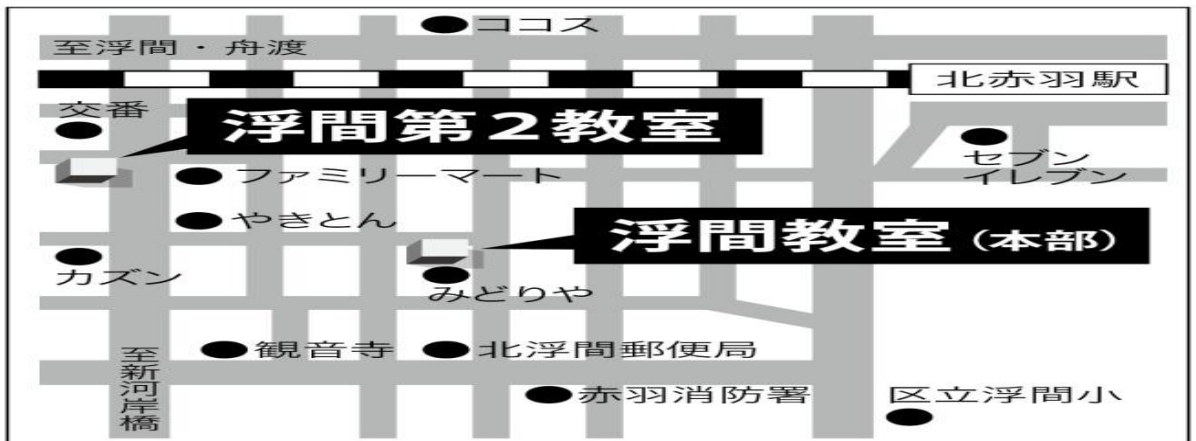 ココス
至浮間・舟渡
北赤羽駅
交番
浮間第2教室
セブン
イレブン
ファミリーマート
やきとん
浮間教室（本部）
カズン
みどりや
至新河岸橋
観音寺
北浮間郵便局
赤羽消防署
区立浮間小